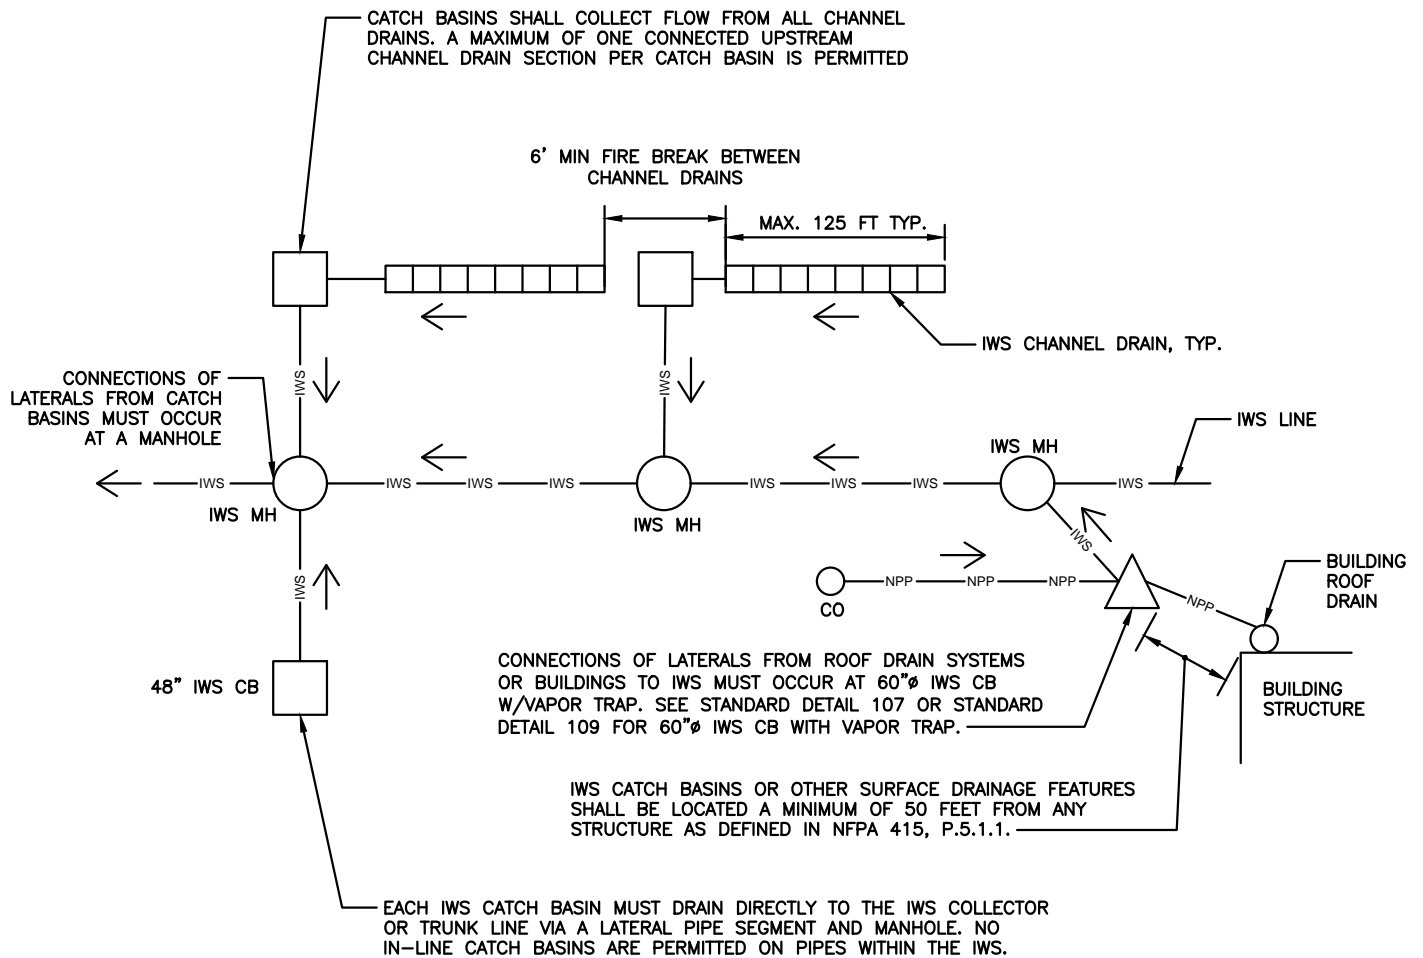 CATCH BASINS SHALL COLLECT FLOW FROM ALL CHANNEL
DRAINS. A MAXIMUM OF ONE CONNECTED UPSTREAM
CHANNEL DRAIN SECTION PER CATCH BASIN IS PERMITTED
6' MIN FIRE BREAK BETWEEN
CHANNEL DRAINS
MAX. 125 FT TYP.
IWS CHANNEL DRAIN, TYP.
CONNECTIONS OF
LATERALS FROM CATCH
BASINS MUST OCCUR
AT A MANHOLE
IWS
IWS
IWS LINE
IWS MH
IWS
IWS
IWS
IWS
IWS
IWS
IWS
IWS
IWS MH
IWS MH
IWS
IWS
NPP
NPP
NPP
NPP
CO
BUILDING
ROOF
DRAIN
48" IWS CB
CONNECTIONS OF LATERALS FROM ROOF DRAIN SYSTEMS
OR BUILDINGS TO IWS MUST OCCUR AT 60"ø IWS CB
W/VAPOR TRAP. SEE STANDARD DETAIL 107 OR STANDARD
DETAIL 109 FOR 60"ø IWS CB WITH VAPOR TRAP.
BUILDING
STRUCTURE
IWS CATCH BASINS OR OTHER SURFACE DRAINAGE FEATURES
SHALL BE LOCATED A MINIMUM OF 50 FEET FROM ANY
STRUCTURE AS DEFINED IN NFPA 415, P.5.1.1.
EACH IWS CATCH BASIN MUST DRAIN DIRECTLY TO THE IWS COLLECTOR
OR TRUNK LINE VIA A LATERAL PIPE SEGMENT AND MANHOLE. NO
IN-LINE CATCH BASINS ARE PERMITTED ON PIPES WITHIN THE IWS.